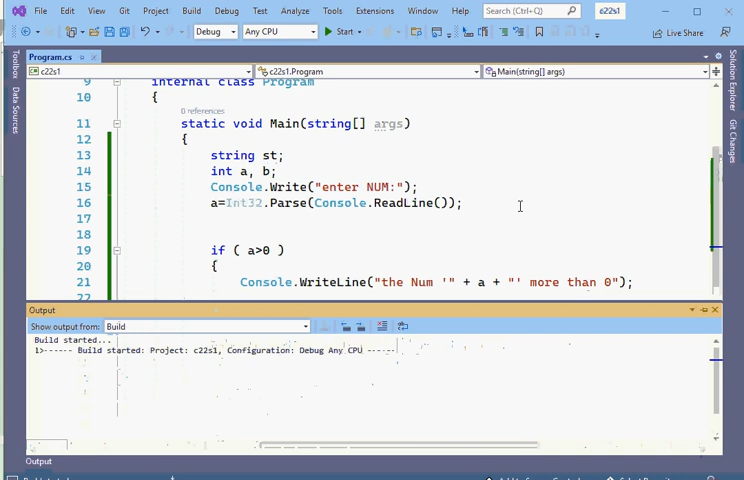 File Edit View Git Project Build Debug Test Analyze Tools Extensions Window Help Search (Ctrl+Q) c22s1
Debug Any CPU Start Live Share
Program.cs
c22s1 c22s1.Program Main(string[] args)
Toolbox
Data Sources
Solution Explorer
Git Changes
9 internal class Program
10 {
0 references
11 static void Main(string[] args)
12 {
13 string st;
14 int a, b;
15 Console.Write("enter NUM:");
16 a=Int32.Parse(Console.ReadLine());
17
18
19 if ( a>0 )
20 {
21 Console.WriteLine("the Num '" + a + "' more than 0");
22
Output
Show output from: Build
Build started...
1>------ Build started: Project: c22s1, Configuration: Debug Any CPU ------
Output